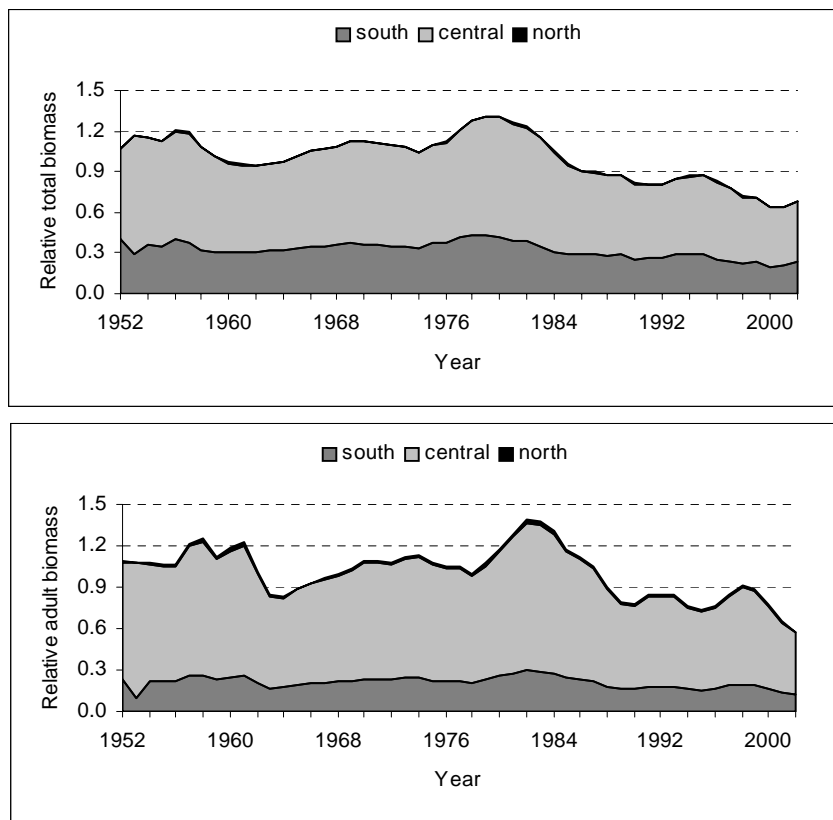 south central north
Relative total biomass
1.5
1.2
0.9
0.6
0.3
0.0
1952 1960 1968 1976 1984 1992 2000
Year
south central north
Relative adult biomass
1.5
1.2
0.9
0.6
0.3
0.0
1952 1960 1968 1976 1984 1992 2000
Year